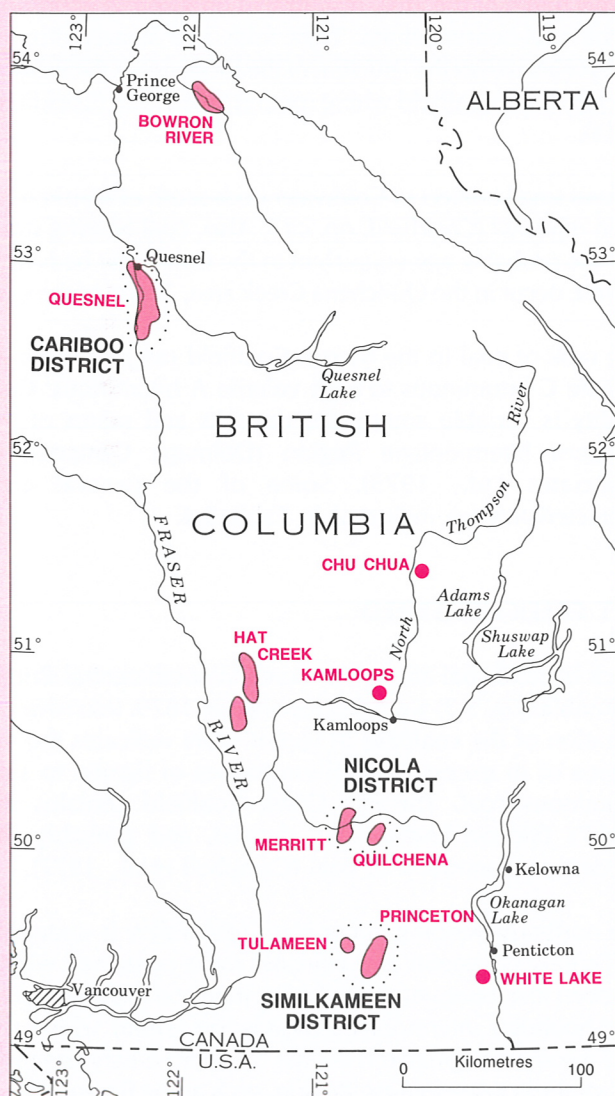 123°
122°
121°
120°
119°
54°
54°
Prince
George
BOWRON
RIVER
ALBERTA
53°
53°
Quesnel
QUESNEL
CARIBOO
DISTRICT
Quesnel
Lake
BRITISH
River
52°
52°
COLUMBIA
Thompson
FRASER
CHU CHUA
Adams
Lake
North
Shuswap
Lake
51°
51°
HAT
CREEK
KAMLOOPS
Kamloops
RIVER
NICOLA
DISTRICT
50°
50°
MERRITT
QUILCHENA
Kelowna
Okanagan
Lake
PRINCETON
TULAMEEN
Penticton
WHITE LAKE
Vancouver
SIMILKAMEEN
DISTRICT
49°
49°
CANADA
U.S.A.
Kilometres
0
100
123°
122°
121°